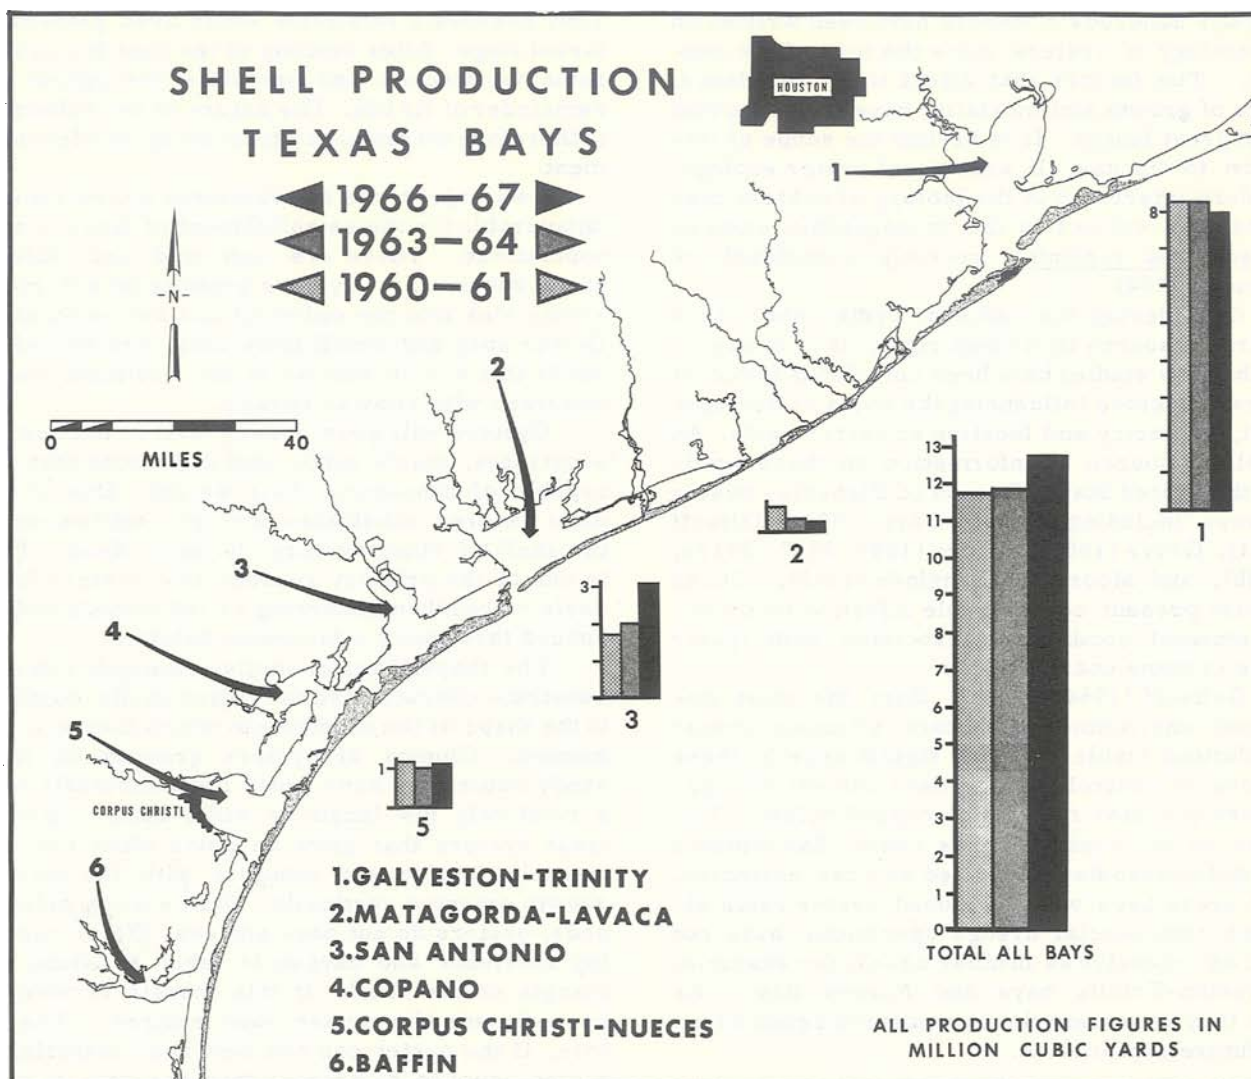 SHELL PRODUCTION
TEXAS BAYS
1966–67
1963–64
1960–61
N
0 40
MILES
HOUSTON
1
2
3
4
5
6
CORPUS CHRISTI
8
1
2
3
3
1
5
13
12
11
10
9
8
7
6
5
4
3
2
1
0
TOTAL ALL BAYS
1.GALVESTON-TRINITY
2.MATAGORDA-LAVACA
3.SAN ANTONIO
4.COPANO
5.CORPUS CHRISTI-NUECES
6.BAFFIN
ALL PRODUCTION FIGURES IN
MILLION CUBIC YARDS